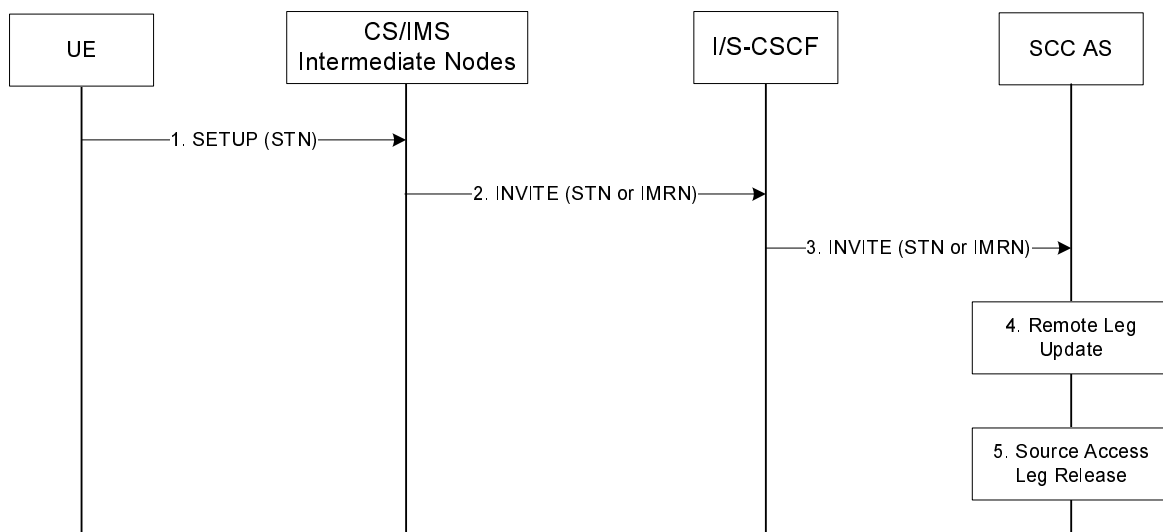 UE
CS/IMS
Intermediate Nodes
I/S-CSCF
SCC AS
1. SETUP (STN)
2. INVITE (STN or IMRN)
3. INVITE (STN or IMRN)
4. Remote Leg
Update
5. Source Access
Leg Release